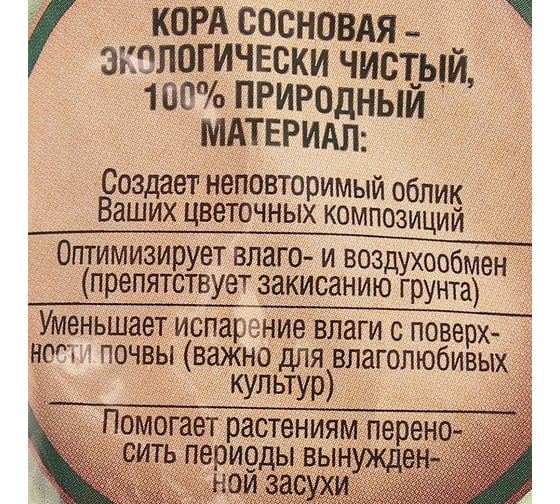 КОРА СОСНОВАЯ –
ЭКОЛОГИЧЕСКИ ЧИСТЫЙ,
100% ПРИРОДНЫЙ
МАТЕРИАЛ:
Создает неповторимый облик
Ваших цветочных композиций
Оптимизирует влаго- и воздухообмен
(препятствует закисанию грунта)
Уменьшает испарение влаги с поверх-
ности почвы (важно для влаголюбивых
культур)
Помогает растениям перено-
сить периоды вынужден-
ной засухи